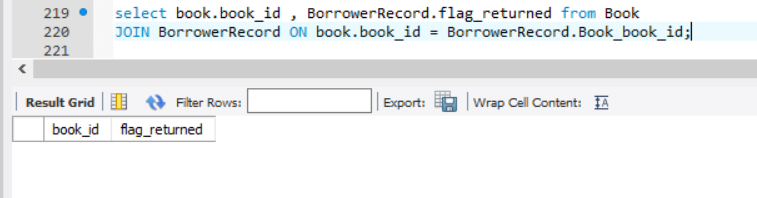 219 select book.book_id , BorrowerRecord.flag_returned from Book
220 JOIN BorrowerRecord ON book.book_id = BorrowerRecord.Book_book_id;
221
Result Grid Filter Rows: Export: Wrap Cell Content: IA
book_id flag_returned